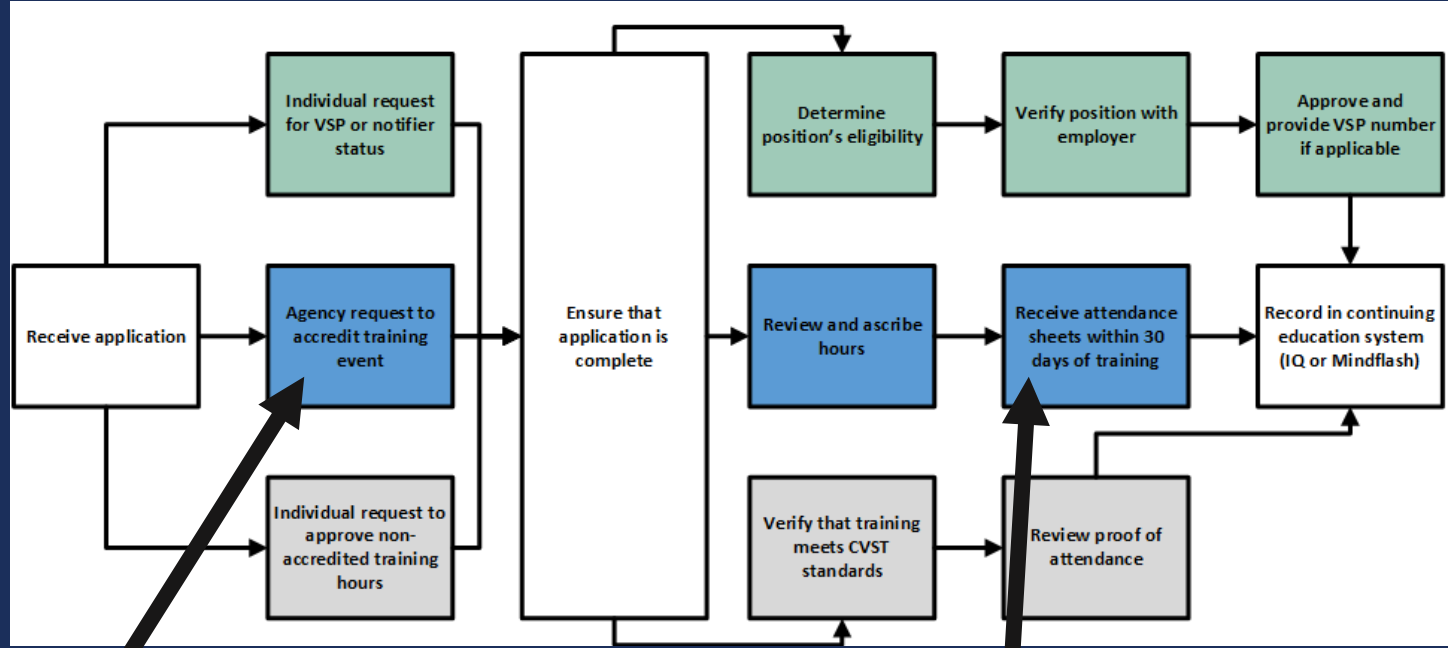 Individual request
for VSP or notifier
status
Determine
position's eligibility
Verify position with
employer
Approve and
provide VSP number
if applicable
Receive application
Agency request to
accredit training
event
Ensure that
application is
complete
Review and ascribe
hours
Receive attendance
sheets within 30
days of training
Record in continuing
education system
(IQ or Mindflash)
Individual request to
approve non-
accredited training
hours
Verify that training
meets CVST
standards
Review proof of
attendance